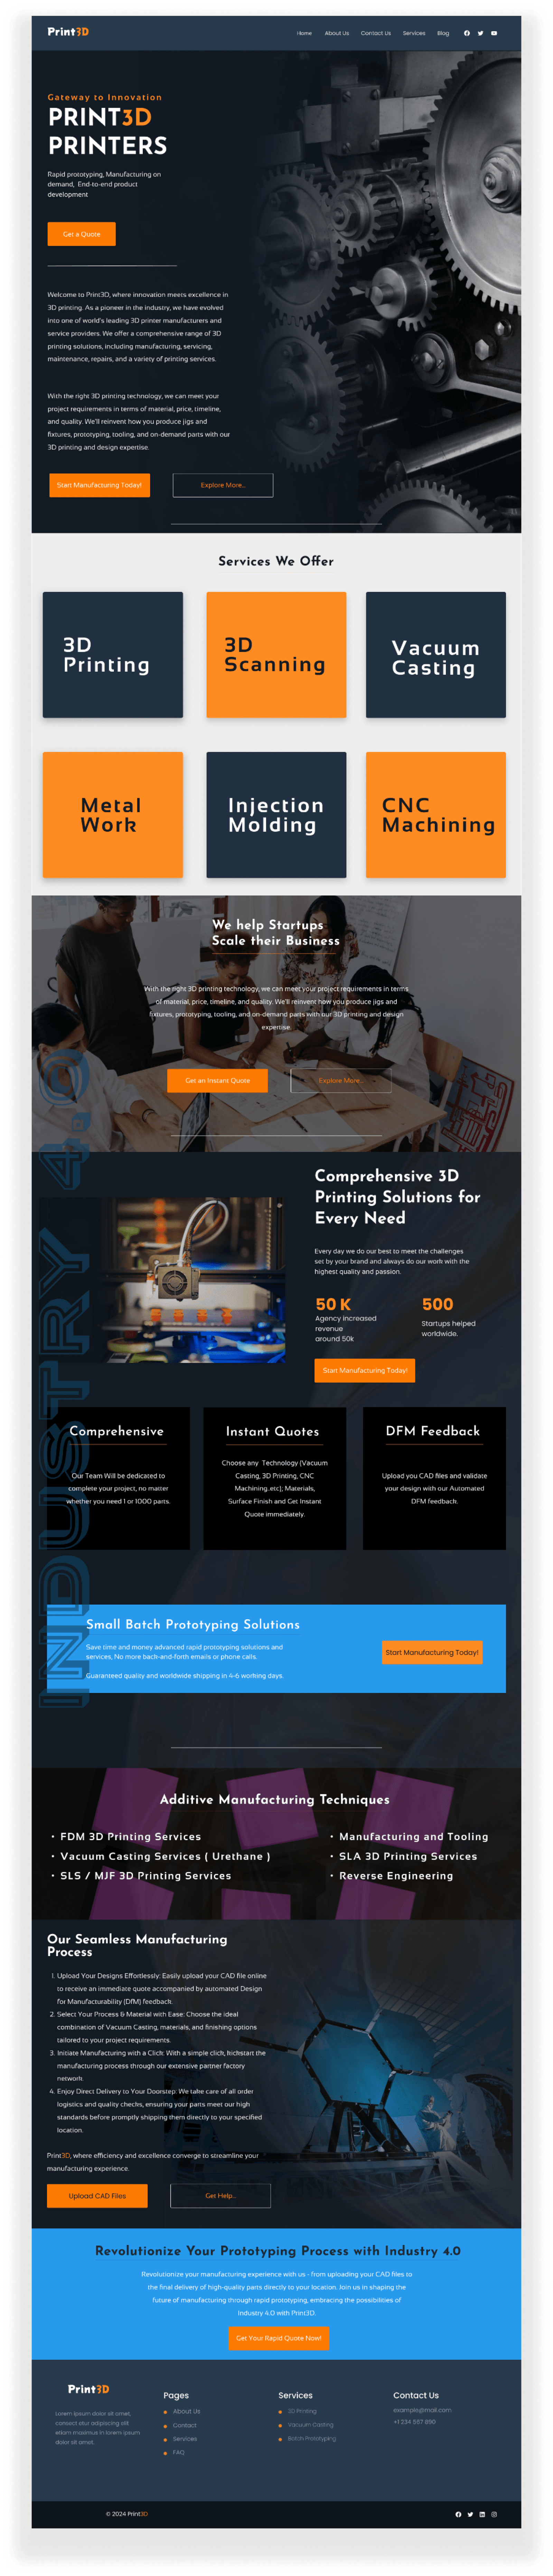 Print3D
Home About Us Contact Us Services Blog
Gateway to Innovation
PRINT3D
PRINTERS
Rapid prototyping, Manufacturing on
demand, End-to-end product
development
Get a Quote
Welcome to Print3D, where innovation meets excellence in
3D printing. As a pioneer in the industry, we have evolved
into one of world's leading 3D printer manufacturers and
service providers. We offer a comprehensive range of 3D
printing solutions, including manufacturing, servicing,
maintenance, repairs, and a variety of printing services.
With the right 3D printing technology, we can meet your
project requirements in terms of material, price, timeline,
and quality. We'll reinvent how you produce jigs and
fixtures, prototyping, tooling, and on-demand parts with our
3D printing and design expertise.
Start Manufacturing Today!
Explore More...
Services We Offer
3D
Printing
3D
Scanning
Vacuum
Casting
Metal
Work
Injection
Molding
CNC
Machining
We help Startups
Scale their Business
With the right 3D printing technology, we can meet your project requirements in terms
of material, price, timeline, and quality. We'll reinvent how you produce jigs and
fixtures, prototyping, tooling, and on-demand parts with our 3D printing and design
expertise.
Get an Instant Quote
Explore More...
INDUSTRY 4.0
Comprehensive 3D
Printing Solutions for
Every Need
Every day we do our best to meet the challenges
set by your brand and always do our work with the
highest quality and passion.
50 K
Agency increased
revenue
around 50k
500
Startups helped
worldwide.
Start Manufacturing Today!
Comprehensive
Our Team Will be dedicated to
complete your project, no matter
whether you need 1 or 1000 parts.
Instant Quotes
Choose any Technology (Vacuum
Casting, 3D Printing, CNC
Machining..etc); Materials,
Surface Finish and Get Instant
Quote immediately.
DFM Feedback
Upload you CAD files and validate
your design with our Automated
DFM feedback.
Small Batch Prototyping Solutions
Save time and money advanced rapid prototyping solutions and
services, No more back-and-forth emails or phone calls.
Guaranteed quality and worldwide shipping in 4-6 working days.
Start Manufacturing Today!
Additive Manufacturing Techniques
• FDM 3D Printing Services
• Vacuum Casting Services ( Urethane )
• SLS / MJF 3D Printing Services
• Manufacturing and Tooling
• SLA 3D Printing Services
• Reverse Engineering
Our Seamless Manufacturing
Process
1. Upload Your Designs Effortlessly: Easily upload your CAD file online
to receive an immediate quote accompanied by automated Design
for Manufacturability (DfM) feedback.
2. Select Your Process & Material with Ease: Choose the ideal
combination of Vacuum Casting, materials, and finishing options
tailored to your project requirements.
3. Initiate Manufacturing with a Click: With a simple click, kickstart the
manufacturing process through our extensive partner factory
network.
4. Enjoy Direct Delivery to Your Doorstep: We take care of all order
logistics and quality checks, ensuring your parts meet our high
standards before promptly shipping them directly to your specified
location.
Print3D, where efficiency and excellence converge to streamline your
manufacturing experience.
Upload CAD Files
Get Help...
Revolutionize Your Prototyping Process with Industry 4.0
Revolutionize your manufacturing experience with us - from uploading your CAD files to
the final delivery of high-quality parts directly to your location. Join us in shaping the
future of manufacturing through rapid prototyping, embracing the possibilities of
Industry 4.0 with Print3D.
Get Your Rapid Quote Now!
Print3D
Lorem ipsum dolor sit amet,
consect etur adipiscing elit
etiam maximus in lorem ipsum
dolor sit amet.
Pages
About Us
Contact
Services
FAQ
Services
3D Printing
Vacuum Casting
Batch Prototyping
Contact Us
example@mail.com
+1 234 567 890
© 2024 Print3D